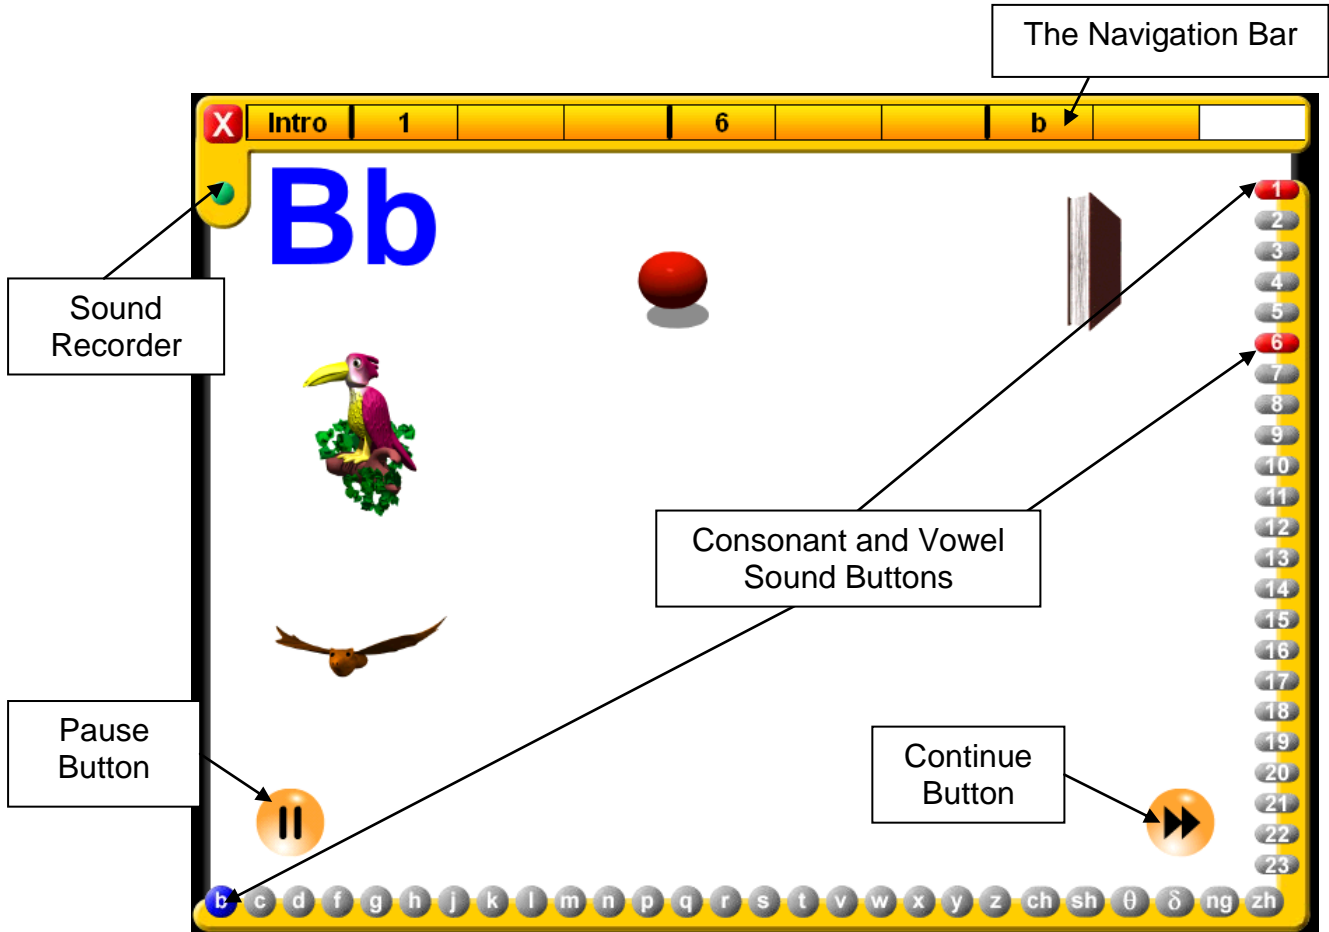 The Navigation Bar
X Intro 1 6 b
Bb
Sound
Recorder
1
2
3
4
5
6
7
8
9
10
11
12
13
14
15
16
17
18
19
20
21
22
23
Consonant and Vowel
Sound Buttons
Pause
Button
Continue
Button
b c d f g h j k l m n p q r s t v w x y z ch sh θ δ ng zh